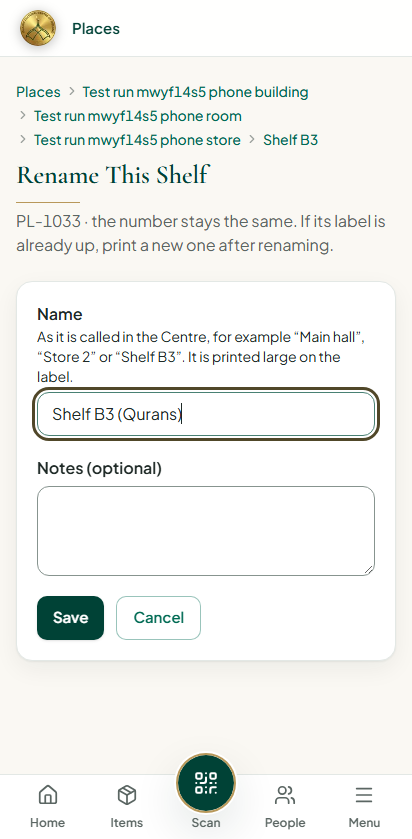 Places
Places > Test run mwyf14s5 phone building
> Test run mwyf14s5 phone room
> Test run mwyf14s5 phone store > Shelf B3
Rename This Shelf
PL-1033 · the number stays the same. If its label is
already up, print a new one after renaming.
Name
As it is called in the Centre, for example “Main hall”,
“Store 2” or “Shelf B3”. It is printed large on the
label.
Shelf B3 (Qurans)
Notes (optional)
Save Cancel
Home Items Scan People Menu